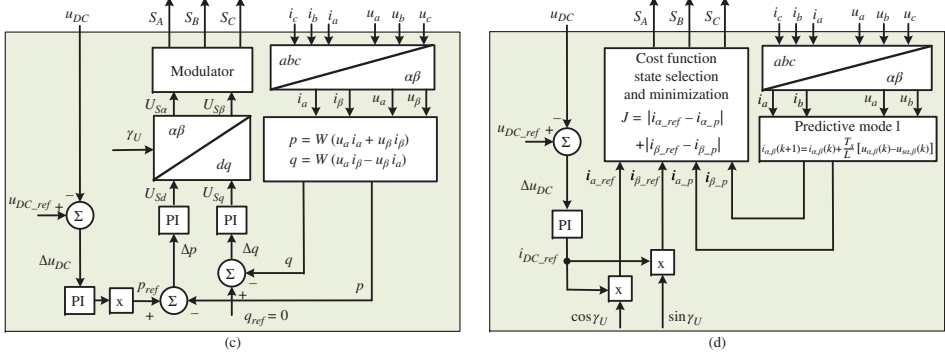 u_DC S_A S_B S_C i_c i_b i_a u_a u_b u_c
Modulator
abc
αβ
U_Sα U_Sβ
i_a i_β u_a u_β
γ_U
αβ
dq
p = W (u_a i_a + u_β i_β)
q = W (u_a i_β − u_β i_a)
U_Sd U_Sq
−
u_DC_ref +
Σ
PI PI
Δu_DC
Δp Δq
Σ
q
−
+
PI x p_ref Σ p
+ −
q_ref = 0
(c)
u_DC S_A S_B S_C i_c i_b i_a u_a u_b u_c
Cost function
state selection
and minimization
J = |i_α_ref − i_α_p|
+|i_β_ref − i_β_p|
abc
αβ
i_a i_b u_a u_b
Predictive mode l
i_α,β(k+1)=i_α,β(k)+T_s/L [u_α,β(k)−u_sα,β(k)]
−
u_DC_ref +
Σ
i_a_ref i_β_ref i_a_p i_β_p
Δu_DC
PI
i_DC_ref
x
x
cosγ_U sinγ_U
(d)